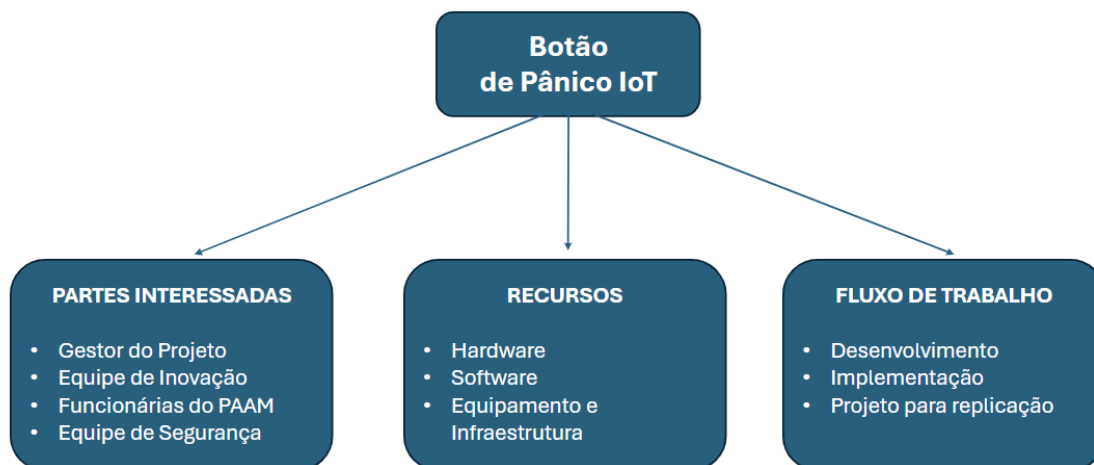 Botão
de Pânico IoT
PARTES INTERESSADAS
• Gestor do Projeto
• Equipe de Inovação
• Funcionárias do PAAM
• Equipe de Segurança
RECURSOS
• Hardware
• Software
• Equipamento e
Infraestrutura
FLUXO DE TRABALHO
• Desenvolvimento
• Implementação
• Projeto para replicação